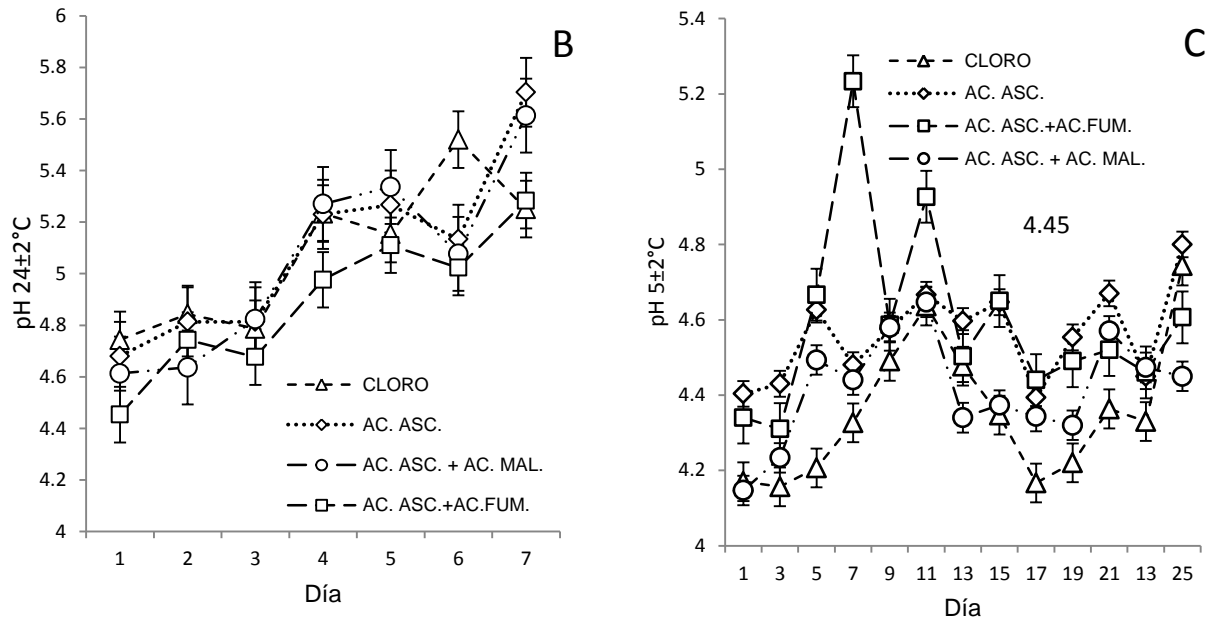 B
pH 24±2°C
6
5.8
5.6
5.4
5.2
5
4.8
4.6
4.4
4.2
4
CLORO
AC. ASC.
AC. ASC. + AC. MAL.
AC. ASC.+AC.FUM.
1 2 3 4 5 6 7
Día
C
pH 5±2°C
5.4
5.2
5
4.8
4.6
4.4
4.2
4
CLORO
AC. ASC.
AC. ASC.+AC.FUM.
AC. ASC. + AC. MAL.
4.45
1 3 5 7 9 11 13 15 17 19 21 13 25
Día